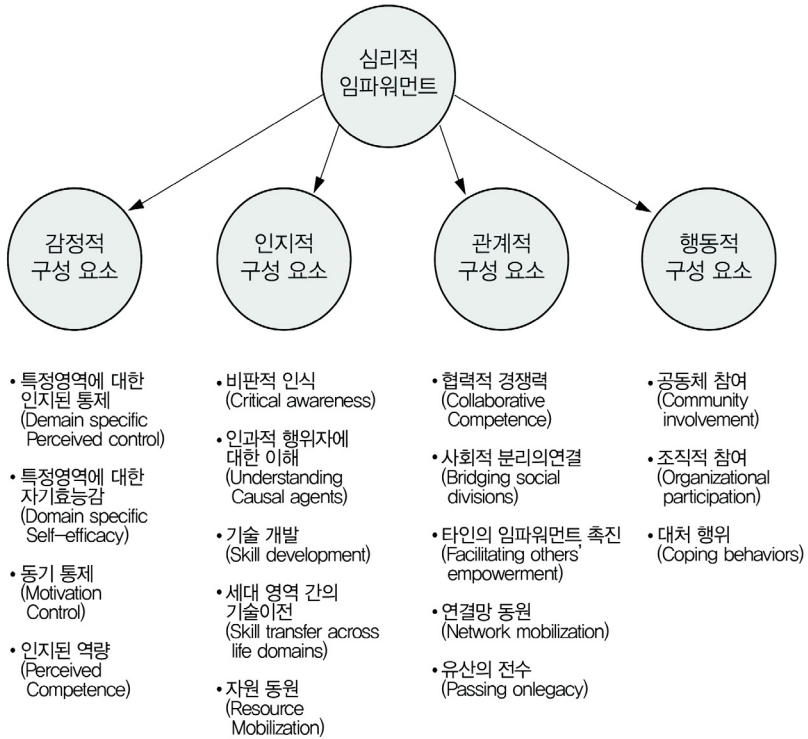 심리적
임파워먼트
감정적
구성 요소
인지적
구성 요소
관계적
구성 요소
행동적
구성 요소
• 특정영역에 대한
인지된 통제
(Demain specific
Perceived control)
• 특정영역에 대한
자기효능감
(Domain specific
Self-efficacy)
• 동기 통제
(Motivation
Control)
• 인지된 역량
(Perceived
Competence)
• 비판적 인식
(Critical awareness)
• 인과적 행위자에
대한 이해
(Understanding
Causal agents)
• 기술 개발
(Skill development)
• 세대 영역 간의
기술이전
(Skill transfer across
life domains)
• 자원 동원
(Resource
Mobilization)
• 협력적 경쟁력
(Collaborative
Competence)
• 사회적 분리의연결
(Bridging social
divisions)
• 타인의 임파워먼트 촉진
(Facilitating others'
empowerment)
• 연결망 동원
(Network mobilization)
• 유산의 전수
(Passing onlegacy)
• 공동체 참여
(Community
involvement)
• 조직적 참여
(Organizational
participation)
• 대처 행위
(Coping behaviors)